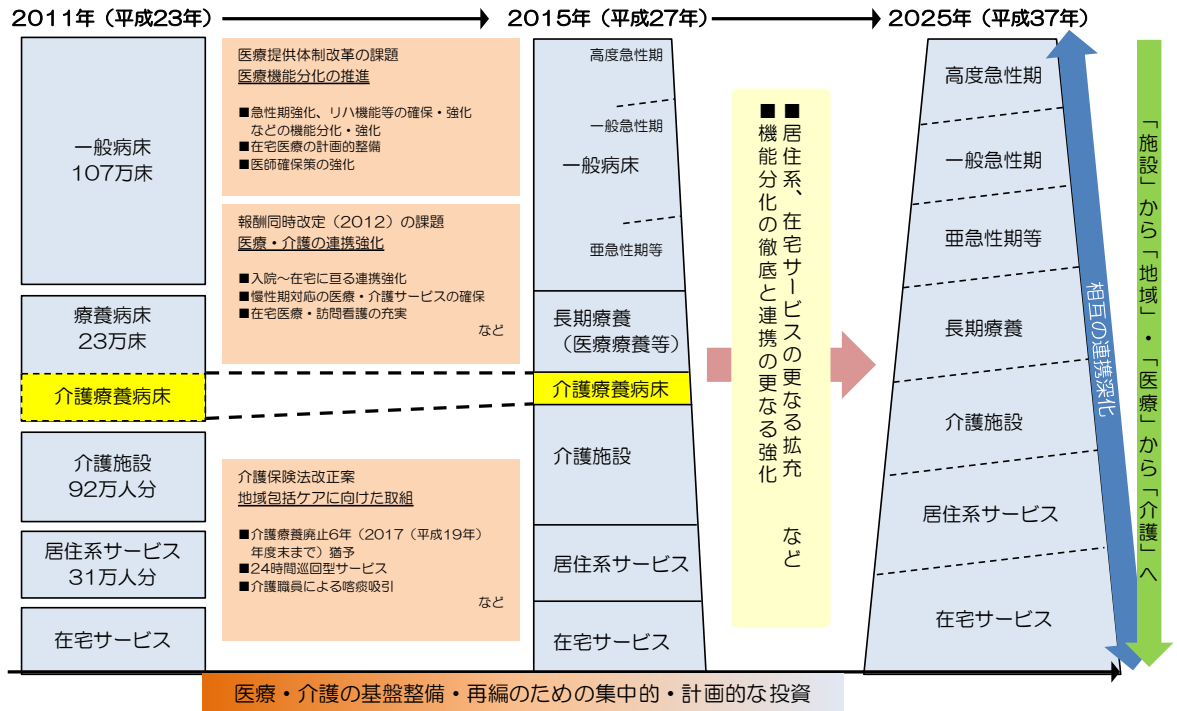 2011年（平成23年）
2015年（平成27年）
2025年（平成37年）
一般病床
107万床
療養病床
23万床
介護療養病床
介護施設
92万人分
居住系サービス
31万人分
在宅サービス
医療提供体制改革の課題
医療機能分化の推進
■急性期強化、リハ機能等の確保・強化
などの機能分化・強化
■在宅医療の計画的整備
■医師確保策の強化
報酬同時改定（2012）の課題
医療・介護の連携強化
■入院～在宅に亘る連携強化
■慢性期対応の医療・介護サービスの確保
■在宅医療・訪問看護の充実
など
介護保険法改正案
地域包括ケアに向けた取組
■介護療養廃止6年（2017（平成19年）
年度末まで）猶予
■24時間巡回型サービス
■介護職員による喀痰吸引
など
高度急性期
一般急性期
一般病床
亜急性期等
長期療養
（医療療養等）
介護療養病床
介護施設
居住系サービス
在宅サービス
■居住系、在宅サービスの更なる拡充
■機能分化の徹底と連携の更なる強化
など
高度急性期
一般急性期
亜急性期等
長期療養
介護施設
居住系サービス
在宅サービス
相互の連携深化
「施設」から「地域」・「医療」から「介護」へ
医療・介護の基盤整備・再編のための集中的・計画的な投資